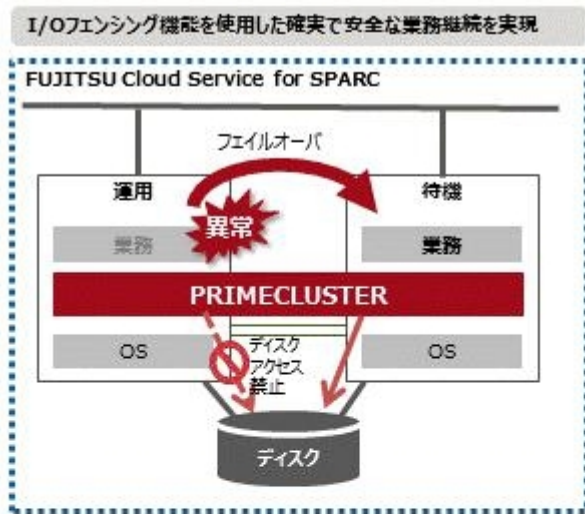 I/Oフェンシング機能を使用した確実で安全な業務継続を実現
FUJITSU Cloud Service for SPARC
フェイルオーバ
運用
待機
異常
業務
業務
PRIMECLUSTER
OS
ディスク
アクセス
禁止
OS
ディスク